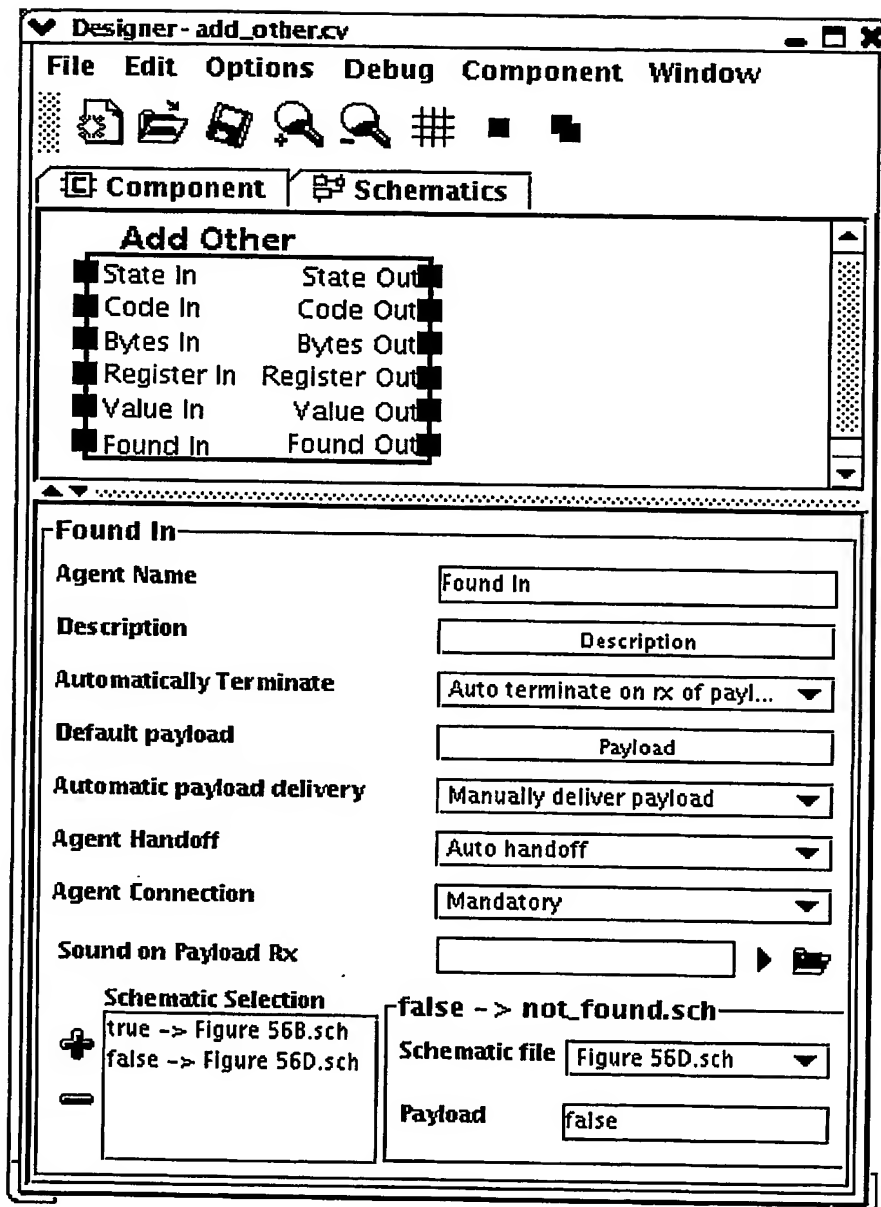 Designer - add_other.cv
File Edit Options Debug Component Window
Component Schematics
Add Other
State In State Out
Code In Code Out
Bytes In Bytes Out
Register In Register Out
Value In Value Out
Found In Found Out
Found In
Agent Name Found In
Description Description
Automatically Terminate Auto terminate on rx of payl...
Default payload Payload
Automatic payload delivery Manually deliver payload
Agent Handoff Auto handoff
Agent Connection Mandatory
Sound on Payload Rx
Schematic Selection
true -> Figure 56B.sch
false -> Figure 56D.sch
false -> not_found.sch
Schematic file Figure 56D.sch
Payload false